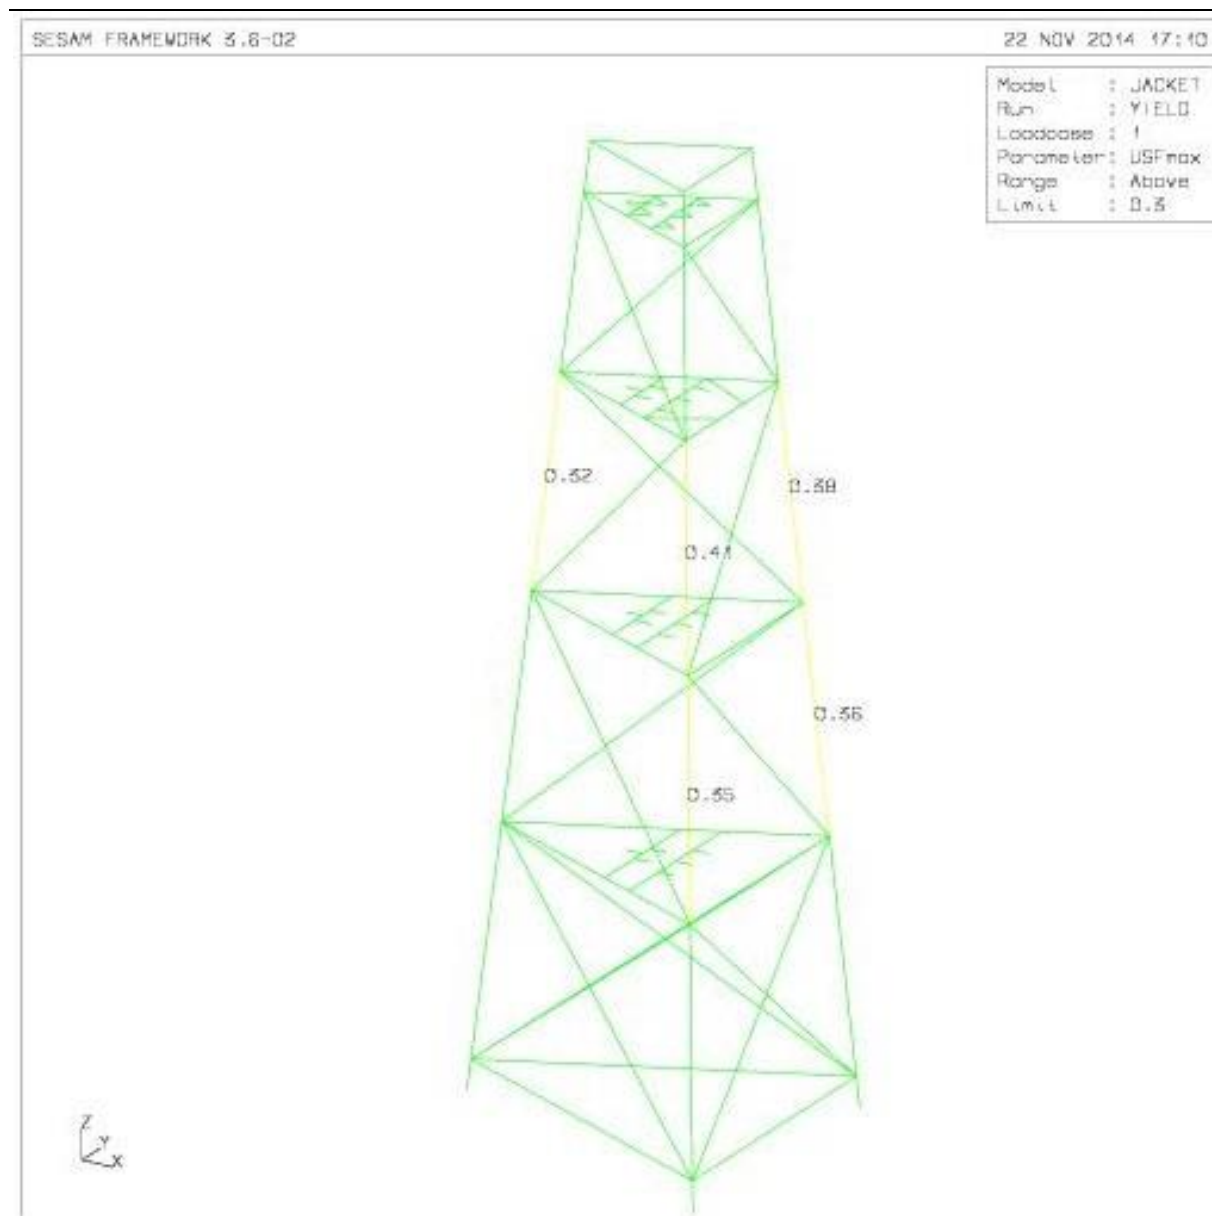 SESAM FRAMEWORK 3.6-02
22 NOV 2014 17:10
Model : JACKET
Run : YIELD
Loadcase : 1
Parameter: USFmax
Range : Above
Limit : 0.3
0.32
0.38
0.41
0.36
0.35
Z
Y
X